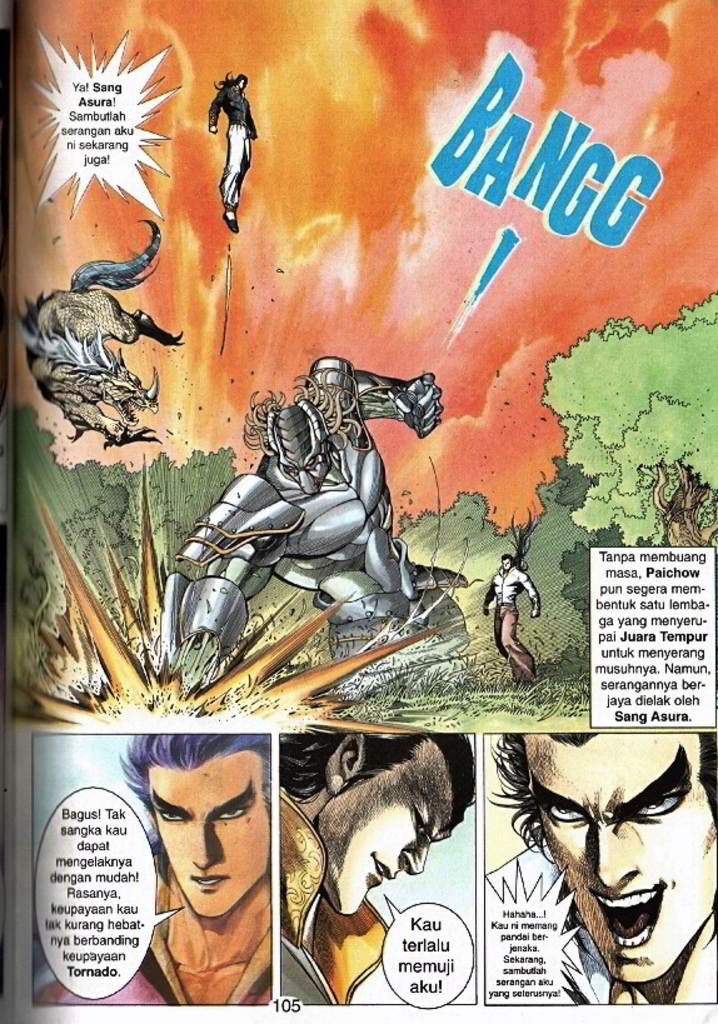 Ya! Sang
Asura!
Sambutlah
serangan aku
ni sekarang
juga!
BANGG
!
Tanpa membuang
masa, Paichow
pun segera mem-
bentuk satu lemba-
ga yang menyeru-
pai Juara Tempur
untuk menyerang
musuhnya. Namun,
serangannya ber-
jaya dielak oleh
Sang Asura.
Bagus! Tak
sangka kau
dapat
mengelaknya
dengan mudah!
Rasanya,
keupayaan kau
tak kurang hebat-
nya berbanding
keupayaan
Tornado.
Kau
terlalu
memuji
aku!
Hahaha...!
Kau ni memang
pandai ber-
jenaka.
Sekarang,
sambutlah
serangan aku
yang seterusnya!
105